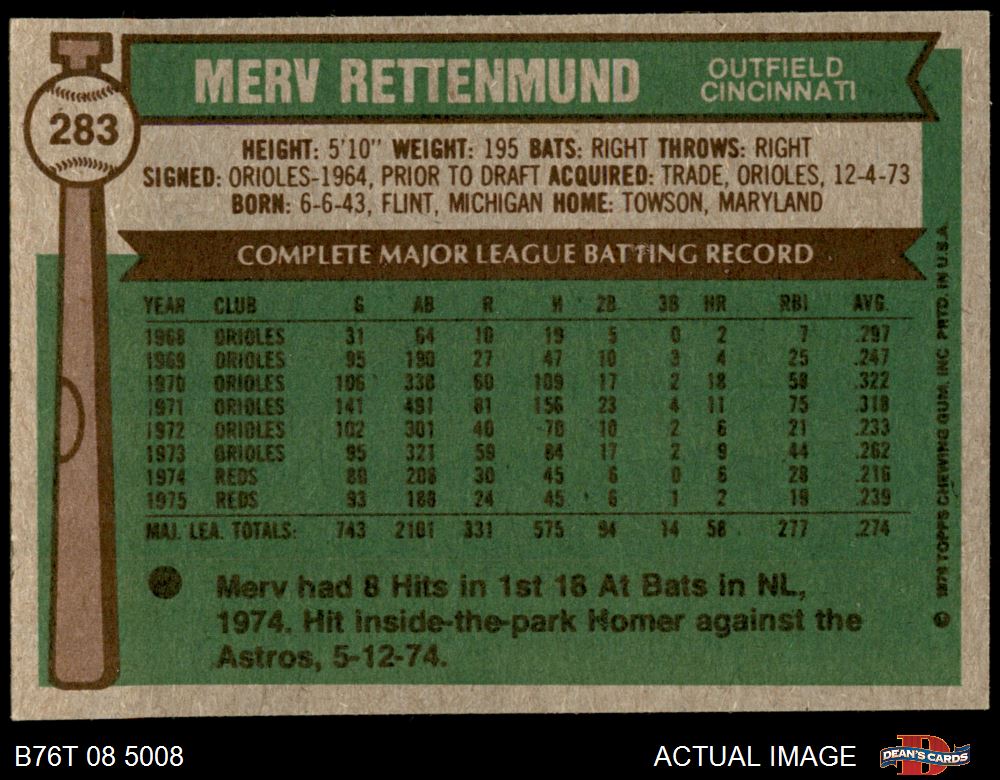 MERV RETTENMUND
OUTFIELD
CINCINNATI
283
HEIGHT: 5'10" WEIGHT: 195 BATS: RIGHT THROWS: RIGHT
SIGNED: ORIOLES-1964, PRIOR TO DRAFT ACQUIRED: TRADE, ORIOLES, 12-4-73
BORN: 6-6-43, FLINT, MICHIGAN HOME: TOWSON, MARYLAND
COMPLETE MAJOR LEAGUE BATTING RECORD
YEAR CLUB G AB R H 2B 3B HR RBI AVG.
1968 ORIOLES 31 64 10 19 5 0 2 7 .297
1969 ORIOLES 95 190 27 47 10 3 4 25 .247
1970 ORIOLES 106 338 60 109 17 2 18 58 .322
1971 ORIOLES 141 491 81 156 23 4 11 75 .318
1972 ORIOLES 102 301 40 70 10 2 6 21 .233
1973 ORIOLES 95 321 59 84 17 2 9 44 .262
1974 REDS 80 208 30 45 6 0 6 28 .216
1975 REDS 93 188 24 45 6 1 2 19 .239
MAJ. LEA. TOTALS: 743 2101 331 575 94 14 58 277 .274
Merv had 8 Hits in 1st 18 At Bats in NL,
1974. Hit inside-the-park Homer against the
Astros, 5-12-74.
© 1976 TOPPS CHEWING GUM, INC PRTD. IN U.S.A.
B76T 08 5008
ACTUAL IMAGE
D
DEAN'S CARDS